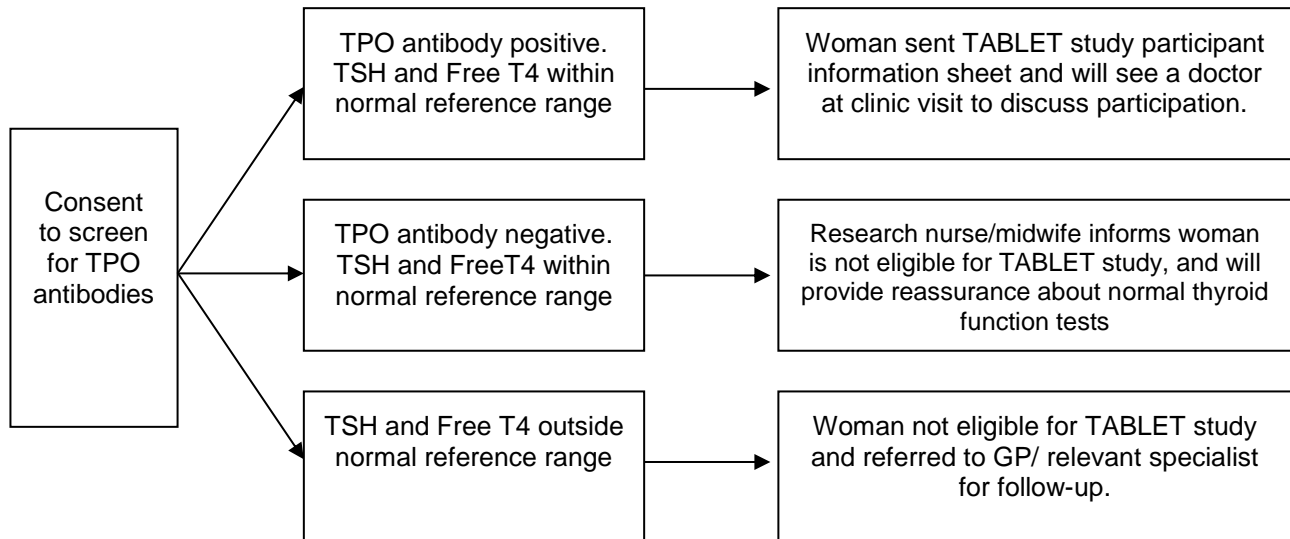 Consent
to screen
for TPO
antibodies
TPO antibody positive.
TSH and Free T4 within
normal reference range
Woman sent TABLET study participant
information sheet and will see a doctor
at clinic visit to discuss participation.
TPO antibody negative.
TSH and FreeT4 within
normal reference range
Research nurse/midwife informs woman
is not eligible for TABLET study, and will
provide reassurance about normal thyroid
function tests
TSH and Free T4 outside
normal reference range
Woman not eligible for TABLET study
and referred to GP/ relevant specialist
for follow-up.